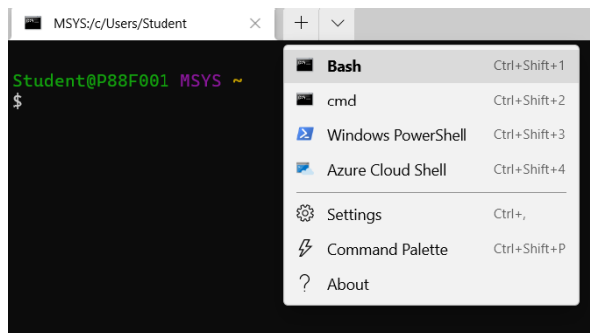 MSYS:/c/Users/Student
Student@P88F001 MSYS ~
$
Bash Ctrl+Shift+1
cmd Ctrl+Shift+2
Windows PowerShell Ctrl+Shift+3
Azure Cloud Shell Ctrl+Shift+4
Settings Ctrl+,
Command Palette Ctrl+Shift+P
About